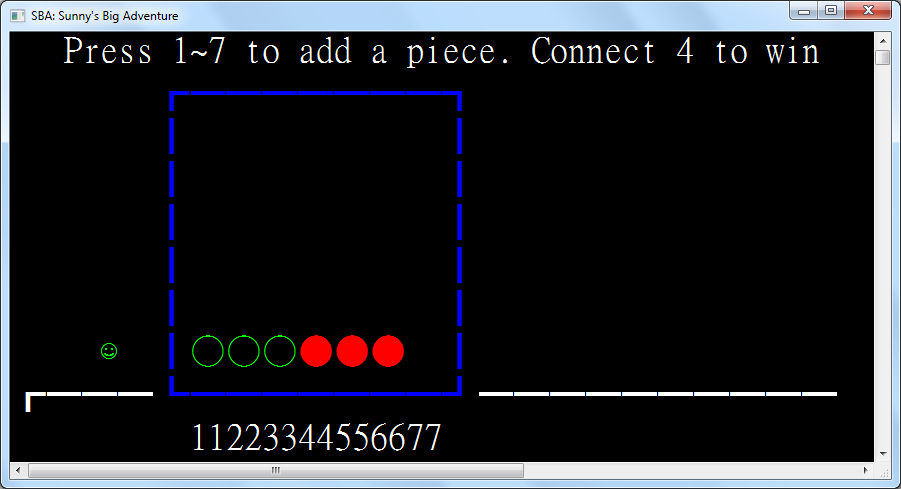 SBA: Sunny's Big Adventure
Press 1~7 to add a piece. Connect 4 to win
11223344556677